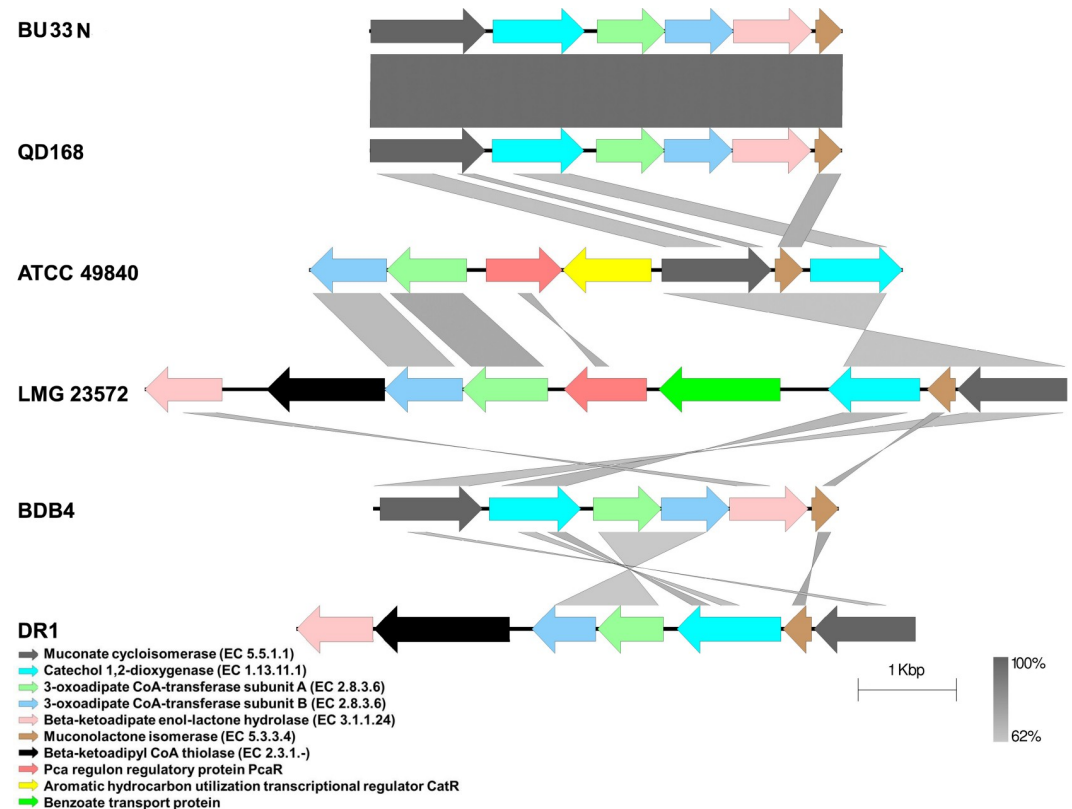 BU33N
QD168
ATCC 49840
LMG 23572
BDB4
DR1
Muconate cycloisomerase (EC 5.5.1.1)
Catechol 1,2-dioxygenase (EC 1.13.11.1)
3-oxoadipate CoA-transferase subunit A (EC 2.8.3.6)
3-oxoadipate CoA-transferase subunit B (EC 2.8.3.6)
Beta-ketoadipate enol-lactone hydrolase (EC 3.1.1.24)
Muconolactone isomerase (EC 5.3.3.4)
Beta-ketoadipyl CoA thiolase (EC 2.3.1.-)
Pca regulon regulatory protein PcaR
Aromatic hydrocarbon utilization transcriptional regulator CatR
Benzoate transport protein
1 Kbp
100%
62%